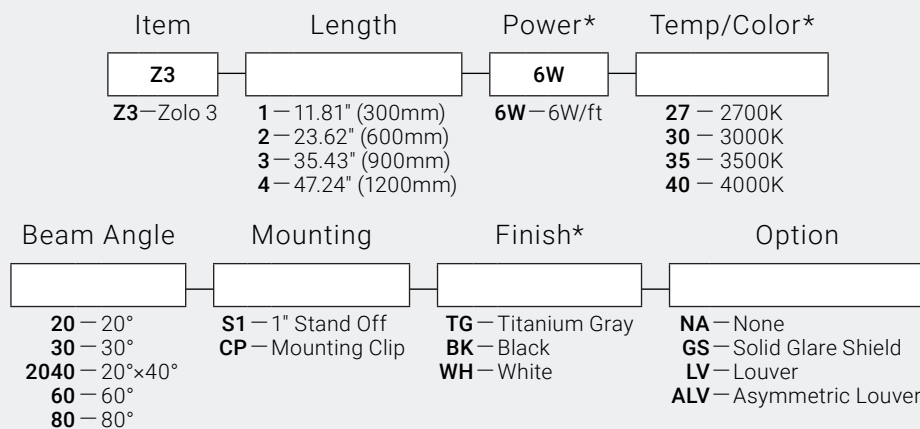 Item Length Power* Temp/Color*
Z3 6W
Z3—Zolo 3 1—11.81" (300mm) 6W—6W/ft 27 — 2700K
2—23.62" (600mm) 30 — 3000K
3—35.43" (900mm) 35 — 3500K
4—47.24" (1200mm) 40 — 4000K
Beam Angle Mounting Finish* Option
20—20° S1—1" Stand Off TG—Titanium Gray NA—None
30—30° CP—Mounting Clip BK—Black GS—Solid Glare Shield
2040—20°×40° WH—White LV—Louver
60—60° ALV—Asymmetric Louver
80—80°